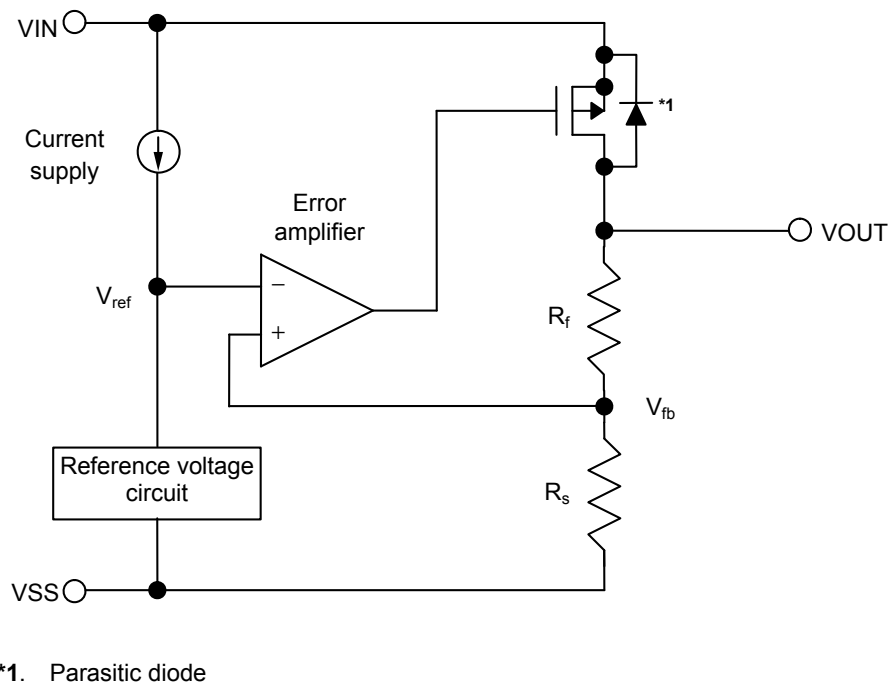 VIN
*1
Current
supply
Error
amplifier
Vref
−
+
VOUT
Rf
Vfb
Reference voltage
circuit
Rs
VSS
*1. Parasitic diode